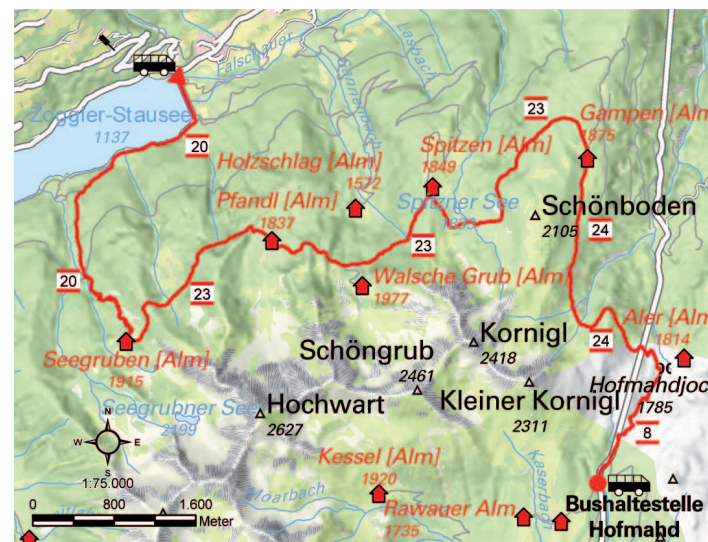 Falschauer
Lasbach
Zoggler-Stausee
1137
20
23
Gampen [Alm]
1875
Holzschlag [Alm]
1572
Spitzen [Alm]
1849
Pfandl [Alm]
1837
Spitzner See
Schönboden
2105
23
24
20
23
Walsche Grub [Alm]
1977
Aler [Alm]
1814
24
Seegruben [Alm]
1915
Schöngrub
2461
Kornigl
2418
Hofmahdjoch
1785
Seegrubner See
2199
Hochwart
2627
Kleiner Kornigl
2311
8
N
W
E
S
1:75.000
Kessel [Alm]
1920
Moarbach
Kaserbach
Rawauer Alm
1735
Bushaltestelle
Hofmahd
0
800
1.600
Meter